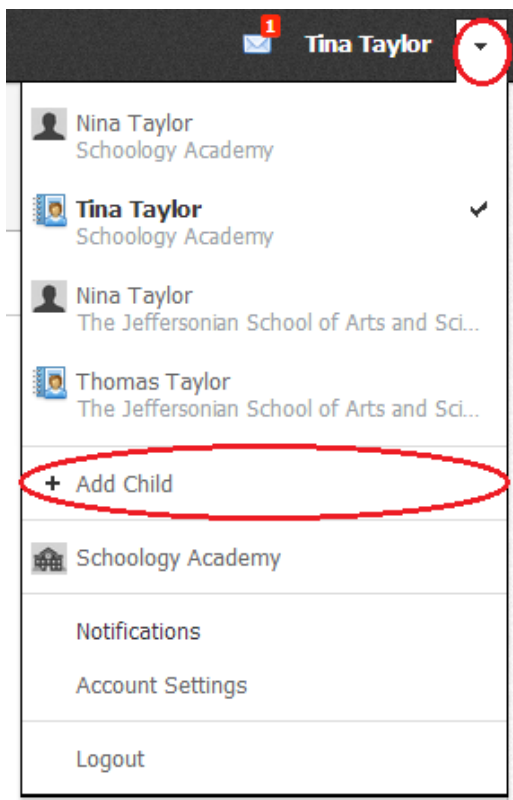 1
Tina Taylor
Nina Taylor
Schoology Academy
Tina Taylor
Schoology Academy
Nina Taylor
The Jeffersonian School of Arts and Sci...
Thomas Taylor
The Jeffersonian School of Arts and Sci...
+ Add Child
Schoology Academy
Notifications
Account Settings
Logout